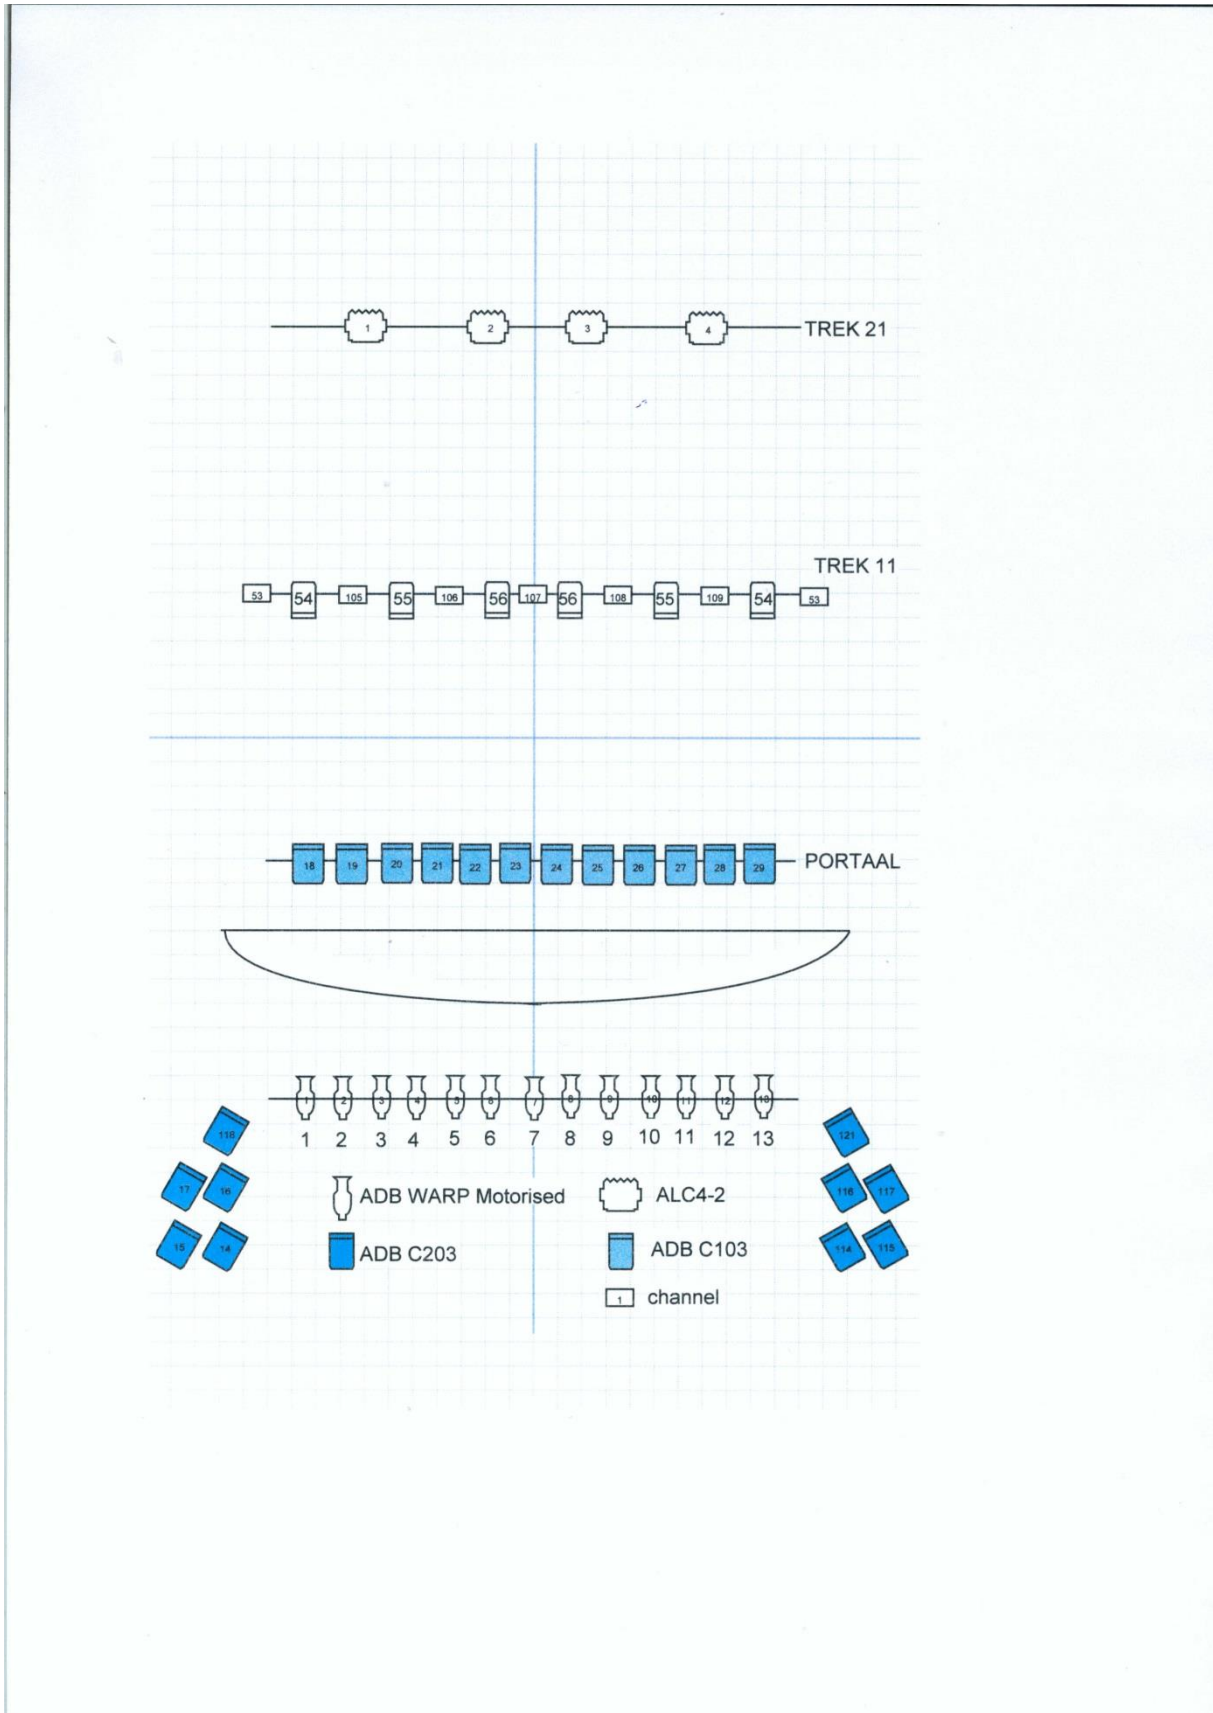 1 2 3 4 TREK 21
TREK 11
53 54 105 55 106 56 107 56 108 55 109 54 53
18 19 20 21 22 23 24 25 26 27 28 29 PORTAAL
1 2 3 4 5 6 7 8 9 10 11 12 13
118 121
1 2 3 4 5 6 7 8 9 10 11 12 13
17 16 116 117
ADB WARP Motorised ALC4-2
15 14 114 115
ADB C203 ADB C103
1 channel